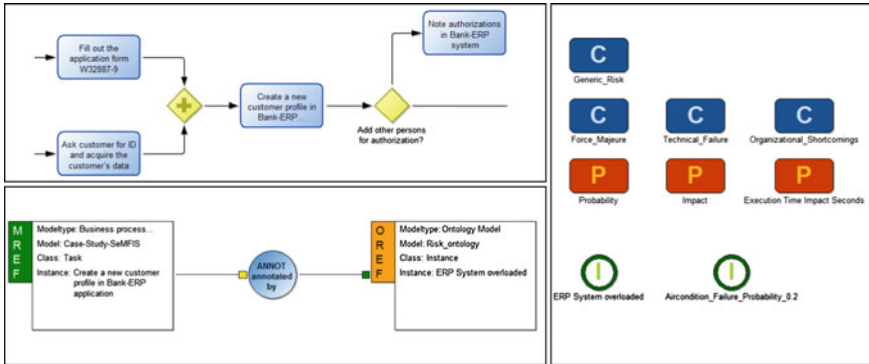 Fill out the
application form
W32887-9
Note authorizations
in Bank-ERP
system
Create a new
customer profile in
Bank-ERP...
Add other persons
for authorization?
Ask customer for ID
and acquire the
customer's data
M
R
E
F
Modeltype: Business process...
Model: Case-Study-SeMFIS
Class: Task
Instance: Create a new customer
profile in Bank-ERP
application
ANNOT
annotated
by
O
R
E
F
Modeltype: Ontology Model
Model: Risk_ontology
Class: Instance
Instance: ERP System overloaded
C
Generic_Risk
C
C
C
Force_Majeure
Technical_Failure
Organizational_Shortcomings
P
P
P
Probability
Impact
Execution Time Impact Seconds
I
I
ERP System overloaded
Aircondition_Failure_Probability_0.2